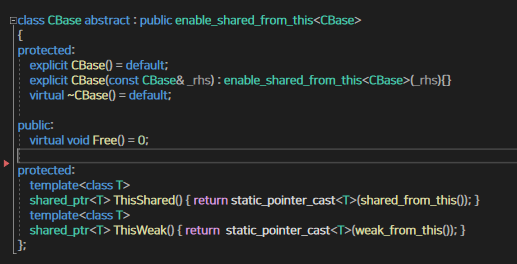 class CBase abstract : public enable_shared_from_this<CBase>
{
protected:
    explicit CBase() = default;
    explicit CBase(const CBase& _rhs) : enable_shared_from_this<CBase>(_rhs){}
    virtual ~CBase() = default;
public:
    virtual void Free() = 0;
protected:
    template<class T>
    shared_ptr<T> ThisShared() { return static_pointer_cast<T>(shared_from_this()); }
    template<class T>
    shared_ptr<T> ThisWeak() { return  static_pointer_cast<T>(weak_from_this()); }
};